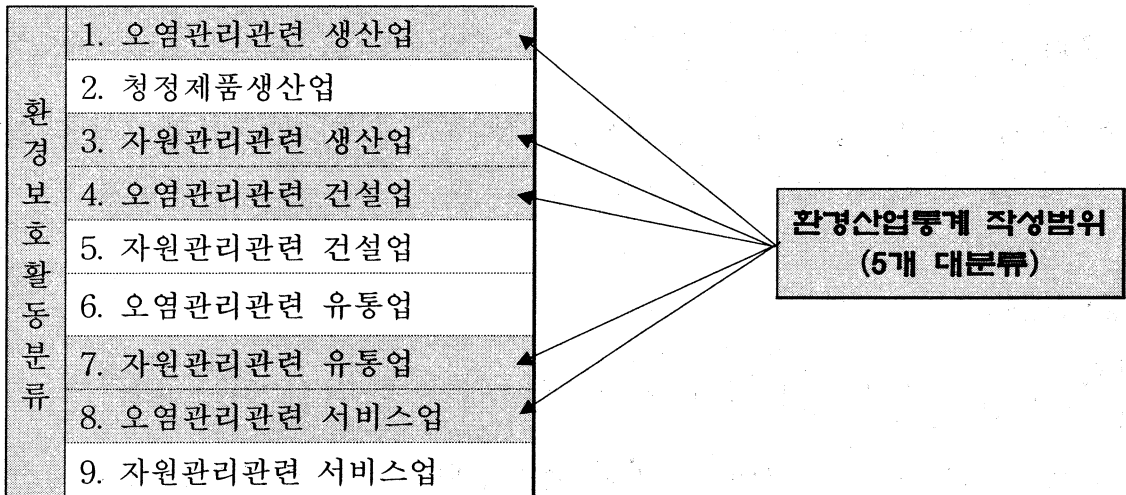 환경보호활동분류
1. 오염관리관련 생산업
2. 청정제품생산업
3. 자원관리관련 생산업
4. 오염관리관련 건설업
5. 자원관리관련 건설업
6. 오염관리관련 유통업
7. 자원관리관련 유통업
8. 오염관리관련 서비스업
9. 자원관리관련 서비스업
환경산업통계 작성범위
(5개 대분류)